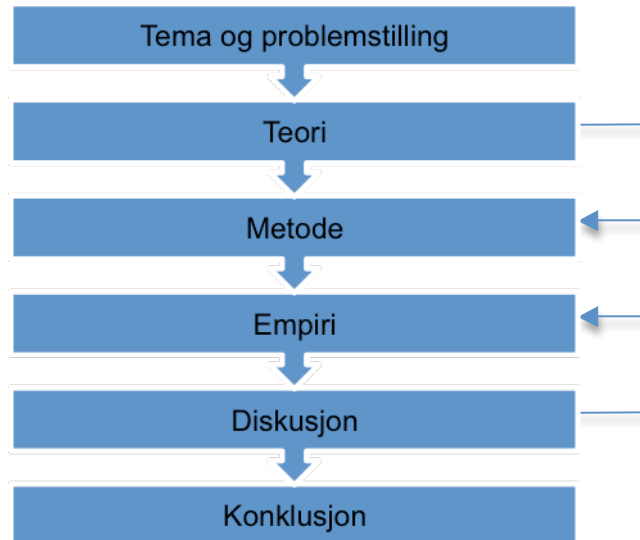 Tema og problemstilling
Teori
Metode
Empiri
Diskusjon
Konklusjon